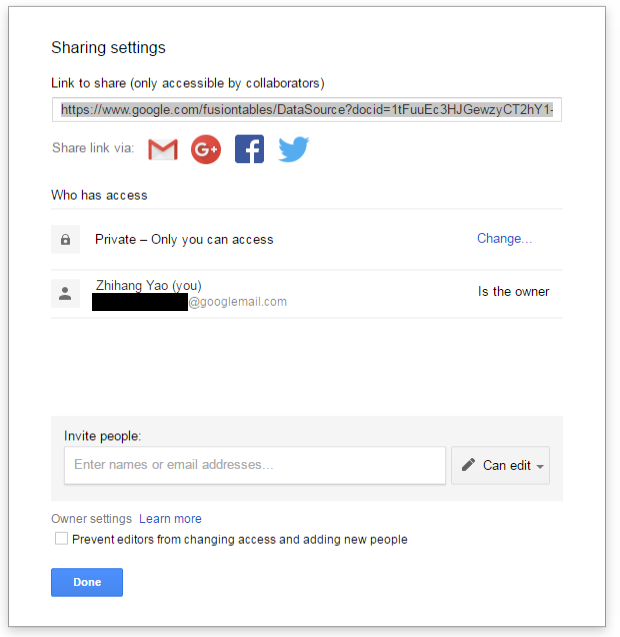 Sharing settings
Link to share (only accessible by collaborators)
https://www.google.com/fusiontables/DataSource?docid=1tFuuEc3HJGewzyCT2hY1-
Share link via: G+ f
Who has access
Private – Only you can access Change...
Zhihang Yao (you) Is the owner
@googlemail.com
Invite people:
Enter names or email addresses... Can edit
Owner settings Learn more
Prevent editors from changing access and adding new people
Done